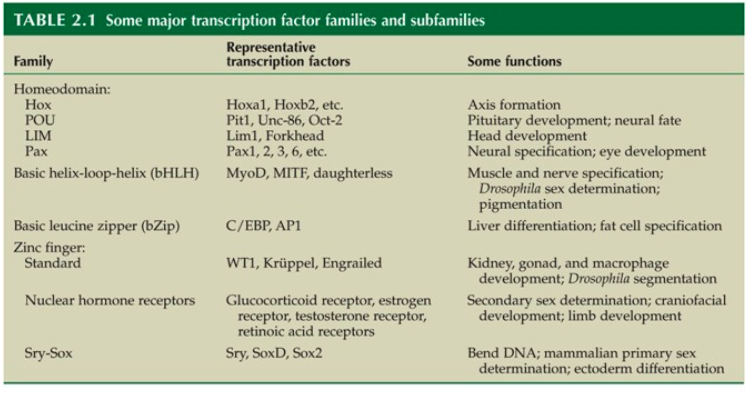 TABLE 2.1 Some major transcription factor families and subfamilies
Family
Representative
transcription factors
Some functions
Homeodomain:
Hox Hoxa1, Hoxb2, etc. Axis formation
POU Pit1, Unc-86, Oct-2 Pituitary development; neural fate
LIM Lim1, Forkhead Head development
Pax Pax1, 2, 3, 6, etc. Neural specification; eye development
Basic helix-loop-helix (bHLH) MyoD, MITF, daughterless Muscle and nerve specification;
Drosophila sex determination;
pigmentation
Basic leucine zipper (bZip) C/EBP, AP1 Liver differentiation; fat cell specification
Zinc finger:
Standard WT1, Krüppel, Engrailed Kidney, gonad, and macrophage
development; Drosophila segmentation
Nuclear hormone receptors Glucocorticoid receptor, estrogen Secondary sex determination; craniofacial
receptor, testosterone receptor, development; limb development
retinoic acid receptors
Sry-Sox Sry, SoxD, Sox2 Bend DNA; mammalian primary sex
determination; ectoderm differentiation